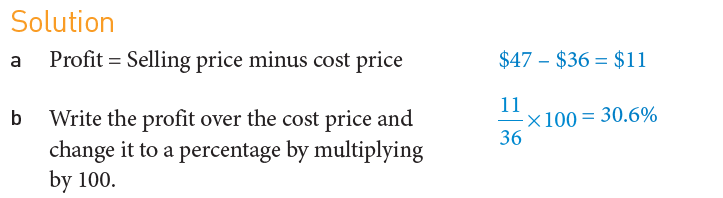 Solution
a Profit = Selling price minus cost price $47 – $36 = $11
b Write the profit over the cost price and 11/36 × 100 = 30.6%
change it to a percentage by multiplying
by 100.